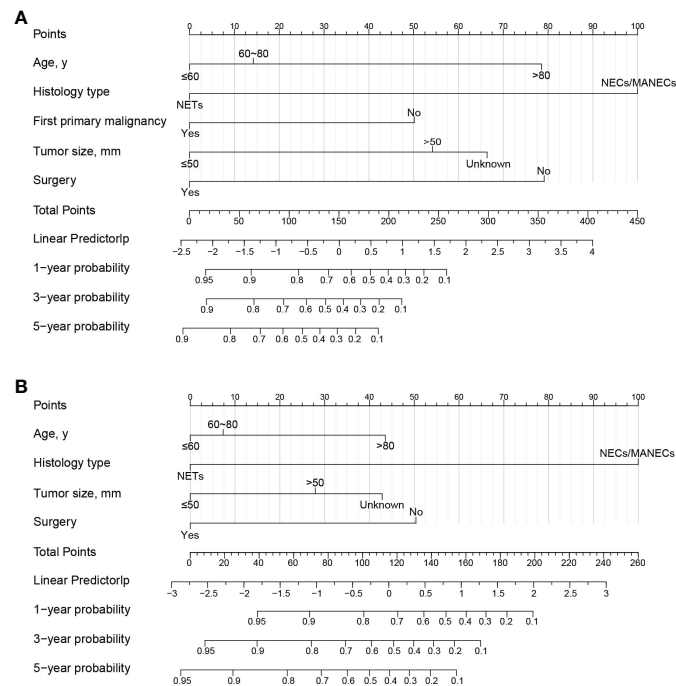 A
Points
0 10 20 30 40 50 60 70 80 90 100
60~80
Age, y
≤60 >80
NECs/MANECs
Histology type
NETs
No
First primary malignancy
Yes
>50
Tumor size, mm
≤50 Unknown
No
Surgery
Yes
Total Points
0 50 100 150 200 250 300 350 400 450
Linear Predictorlp
−2.5 −2 −1.5 −1 −0.5 0 0.5 1 1.5 2 2.5 3 3.5 4
1−year probability
0.95 0.9 0.8 0.7 0.6 0.5 0.4 0.3 0.2 0.1
3−year probability
0.9 0.8 0.7 0.6 0.5 0.4 0.3 0.2 0.1
5−year probability
0.9 0.8 0.7 0.6 0.5 0.4 0.3 0.2 0.1
B
Points
0 10 20 30 40 50 60 70 80 90 100
60~80
Age, y
≤60 >80
NECs/MANECs
Histology type
NETs
>50
Tumor size, mm
≤50 Unknown
No
Surgery
Yes
Total Points
0 20 40 60 80 100 120 140 160 180 200 220 240 260
Linear Predictorlp
−3 −2.5 −2 −1.5 −1 −0.5 0 0.5 1 1.5 2 2.5 3
1−year probability
0.95 0.9 0.8 0.7 0.6 0.5 0.4 0.3 0.2 0.1
3−year probability
0.95 0.9 0.8 0.7 0.6 0.5 0.4 0.3 0.2 0.1
5−year probability
0.95 0.9 0.8 0.7 0.6 0.5 0.4 0.3 0.2 0.1